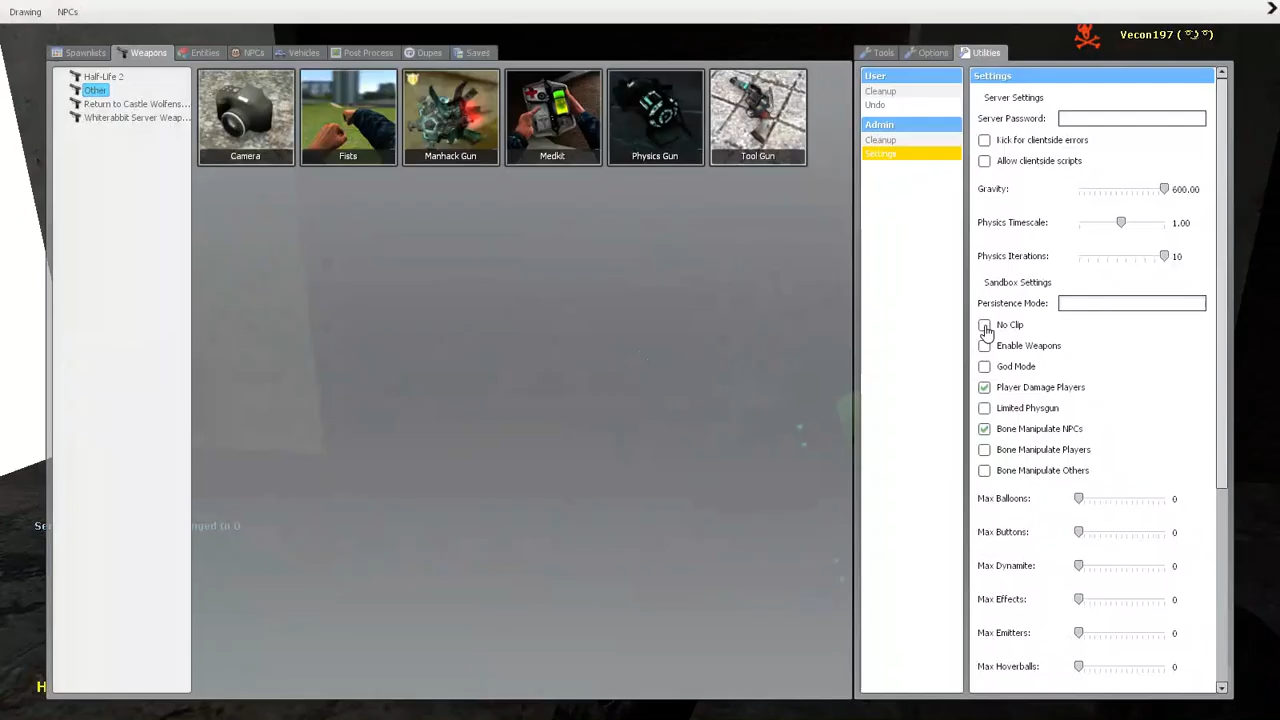 Drawing NPCs
Vecon197 ( ͡° ͜ʖ ͡°)
Spawnlists Weapons Entities NPCs Vehicles Post Process Dupes Saves
Tools Options Utilities
Half-Life 2
Other
Return to Castle Wolfens...
Whiterabbit Server Weap...
Camera
Fists
Manhack Gun
Medkit
Physics Gun
Tool Gun
User
Cleanup
Undo
Admin
Cleanup
Settings
Settings
Server Settings
Server Password:
Kick for clientside errors
Allow clientside scripts
Gravity: 600.00
Physics Timescale: 1.00
Physics Iterations: 10
Sandbox Settings
Persistence Mode:
No Clip
Enable Weapons
God Mode
Player Damage Players
Limited Physgun
Bone Manipulate NPCs
Bone Manipulate Players
Bone Manipulate Others
Max Balloons: 0
Max Buttons: 0
Max Dynamite: 0
Max Effects: 0
Max Emitters: 0
Max Hoverballs: 0
Se
nged to 0
H